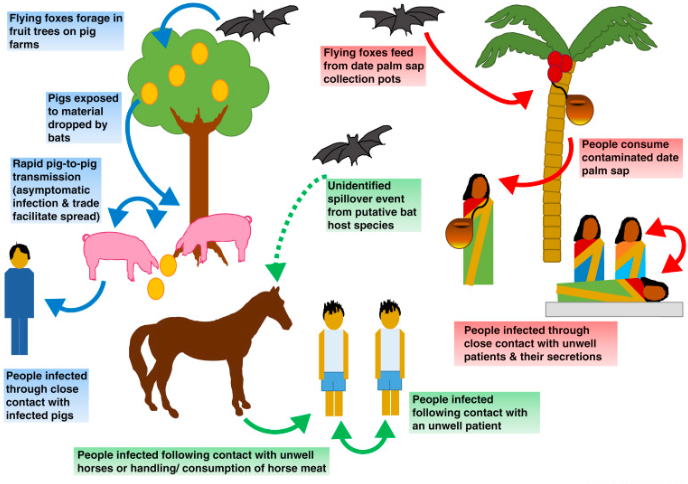 Flying foxes forage in
fruit trees on pig
farms
Pigs exposed
to material
dropped by
bats
Rapid pig-to-pig
transmission
(asymptomatic
infection & trade
facilitate spread)
People infected
through close
contact with
infected pigs
Unidentified
spillover event
from putative bat
host species
People infected following contact with unwell
horses or handling/ consumption of horse meat
People infected
following contact with
an unwell patient
Flying foxes feed
from date palm sap
collection pots
People consume
contaminated date
palm sap
People infected through
close contact with unwell
patients & their secretions